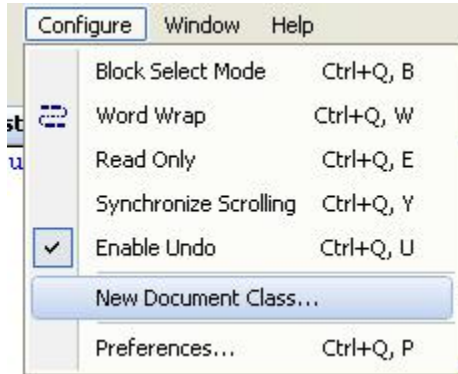 Configure Window Help
Block Select Mode Ctrl+Q, B
st Word Wrap Ctrl+Q, W
u Read Only Ctrl+Q, E
Synchronize Scrolling Ctrl+Q, Y
Enable Undo Ctrl+Q, U
New Document Class...
Preferences... Ctrl+Q, P